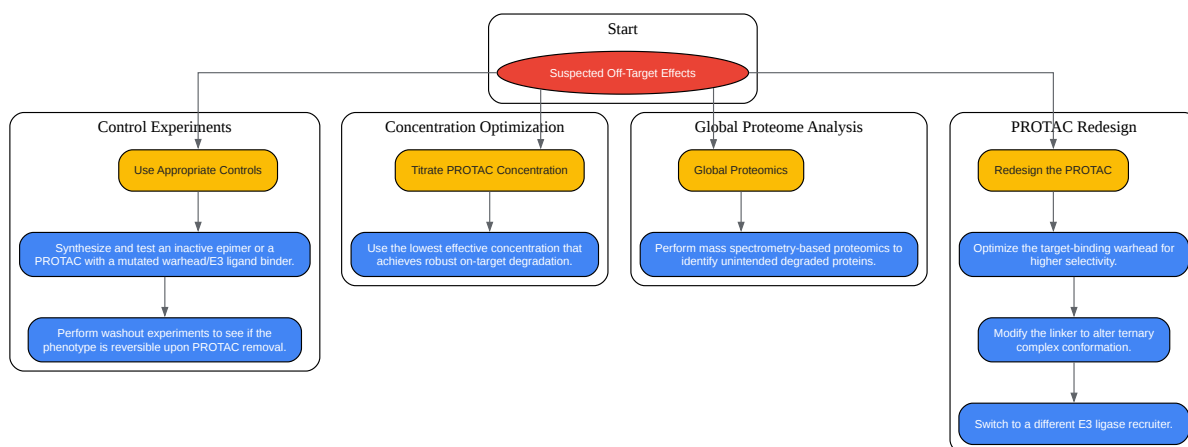 Start
Suspected Off-Target Effects
Control Experiments
Use Appropriate Controls
Synthesize and test an inactive epimer or a
PROTAC with a mutated warhead/E3 ligand binder.
Perform washout experiments to see if the
phenotype is reversible upon PROTAC removal.
Concentration Optimization
Titrate PROTAC Concentration
Use the lowest effective concentration that
achieves robust on-target degradation.
Global Proteome Analysis
Global Proteomics
Perform mass spectrometry-based proteomics to
identify unintended degraded proteins.
PROTAC Redesign
Redesign the PROTAC
Optimize the target-binding warhead for
higher selectivity.
Modify the linker to alter ternary
complex conformation.
Switch to a different E3 ligase recruiter.